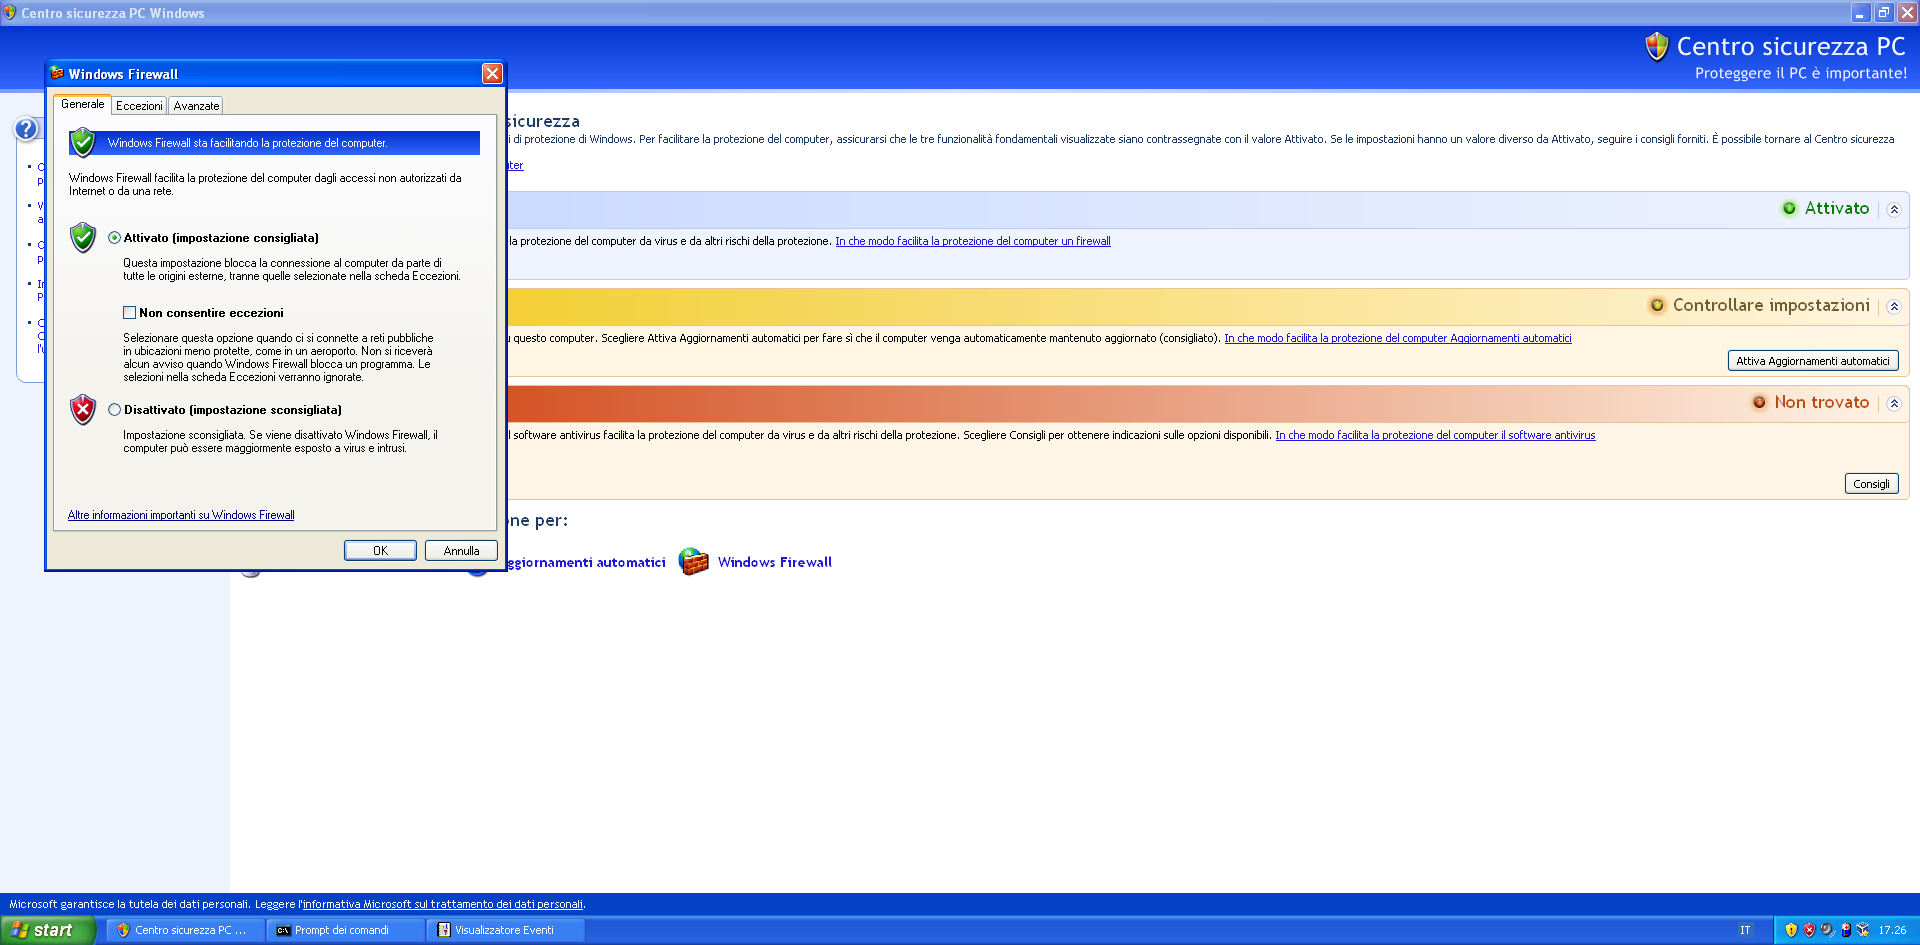 Centro sicurezza PC Windows
Centro sicurezza PC
Proteggere il PC è importante!
Windows Firewall
Generale
Eccezioni
Avanzate
Windows Firewall sta facilitando la protezione del computer.
Windows Firewall facilita la protezione del computer dagli accessi non autorizzati da
Internet o da una rete.
Attivato (impostazione consigliata)
Questa impostazione blocca la connessione al computer da parte di
tutte le origini esterne, tranne quelle selezionate nella scheda Eccezioni.
Non consentire eccezioni
Selezionare questa opzione quando ci si connette a reti pubbliche
in ubicazioni meno protette, come in un aeroporto. Non si riceverà
alcun avviso quando Windows Firewall blocca un programma. Le
selezioni nella scheda Eccezioni verranno ignorate.
Disattivato (impostazione sconsigliata)
Impostazione sconsigliata. Se viene disattivato Windows Firewall, il
computer può essere maggiormente esposto a virus e intrusi.
Altre informazioni importanti su Windows Firewall
OK
Annulla
sicurezza
di protezione di Windows. Per facilitare la protezione del computer, assicurarsi che le tre funzionalità fondamentali visualizzate siano contrassegnate con il valore Attivato. Se le impostazioni hanno un valore diverso da Attivato, seguire i consigli forniti. È possibile tornare al Centro sicurezza
Attivato
la protezione del computer da virus e da altri rischi della protezione. In che modo facilita la protezione del computer un firewall
Controllare impostazioni
questo computer. Scegliere Attiva Aggiornamenti automatici per fare sì che il computer venga automaticamente mantenuto aggiornato (consigliato). In che modo facilita la protezione del computer Aggiornamenti automatici
Attiva Aggiornamenti automatici
Non trovato
software antivirus facilita la protezione del computer da virus e da altri rischi della protezione. Scegliere Consigli per ottenere indicazioni sulle opzioni disponibili. In che modo facilita la protezione del computer il software antivirus
Consigli
ne per:
ggiornamenti automatici
Windows Firewall
Microsoft garantisce la tutela dei dati personali. Leggere l'informativa Microsoft sul trattamento dei dati personali.
start
Centro sicurezza PC ...
Prompt dei comandi
Visualizzatore Eventi
IT
17.26